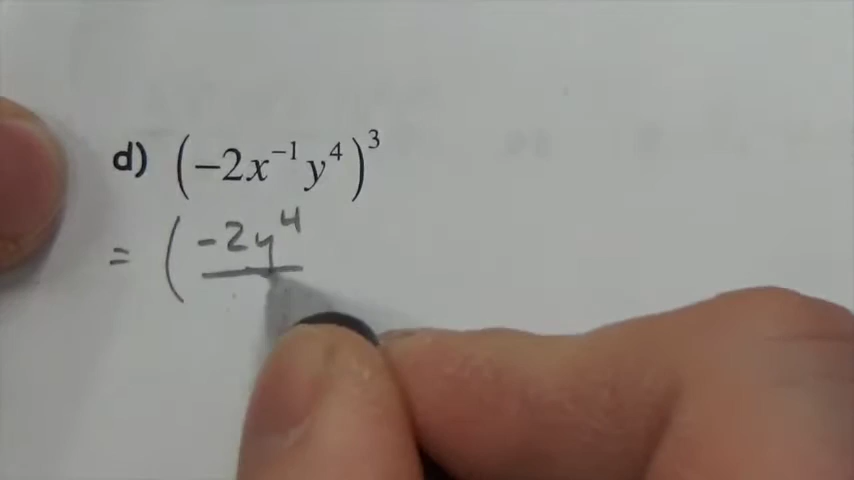 d) (−2x⁻¹y⁴)³
= (-2y⁴